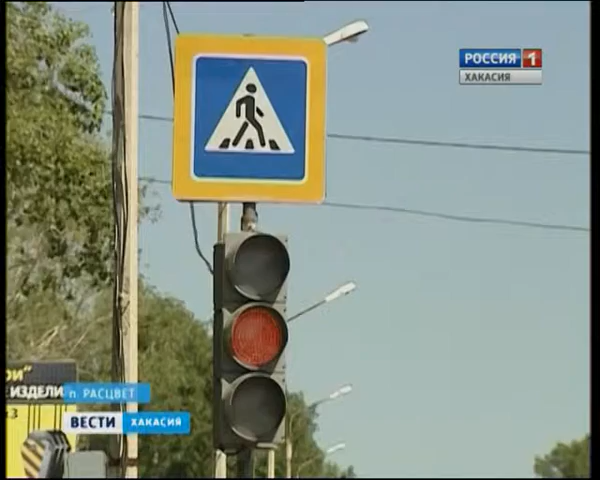 РОССИЯ 1
ХАКАСИЯ
ИЗДЕЛИ
п. РАСЦВЕТ
ВЕСТИ ХАКАСИЯ